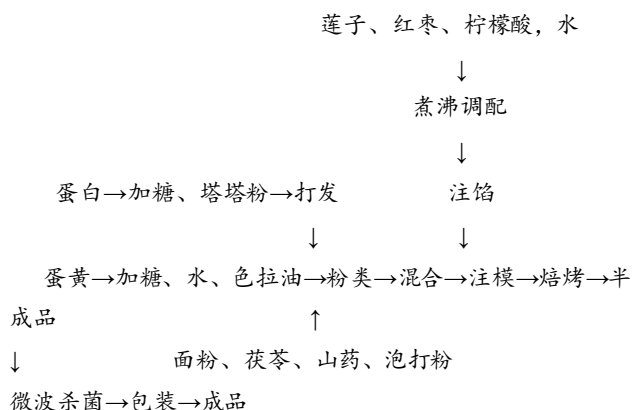 莲子、红枣、柠檬酸，水
↓
煮沸调配
↓
蛋白→加糖、塔塔粉→打发 注馅
↓ ↓
蛋黄→加糖、水、色拉油→粉类→混合→注模→焙烤→半
成品 ↑
↓ 面粉、茯苓、山药、泡打粉
微波杀菌→包装→成品